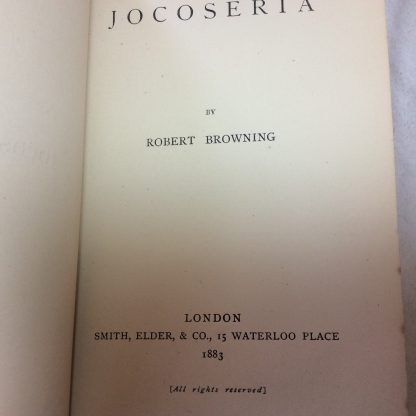 JOCOSERIA
BY
ROBERT BROWNING
LONDON
SMITH, ELDER, & CO., 15 WATERLOO PLACE
1883
[All rights reserved]